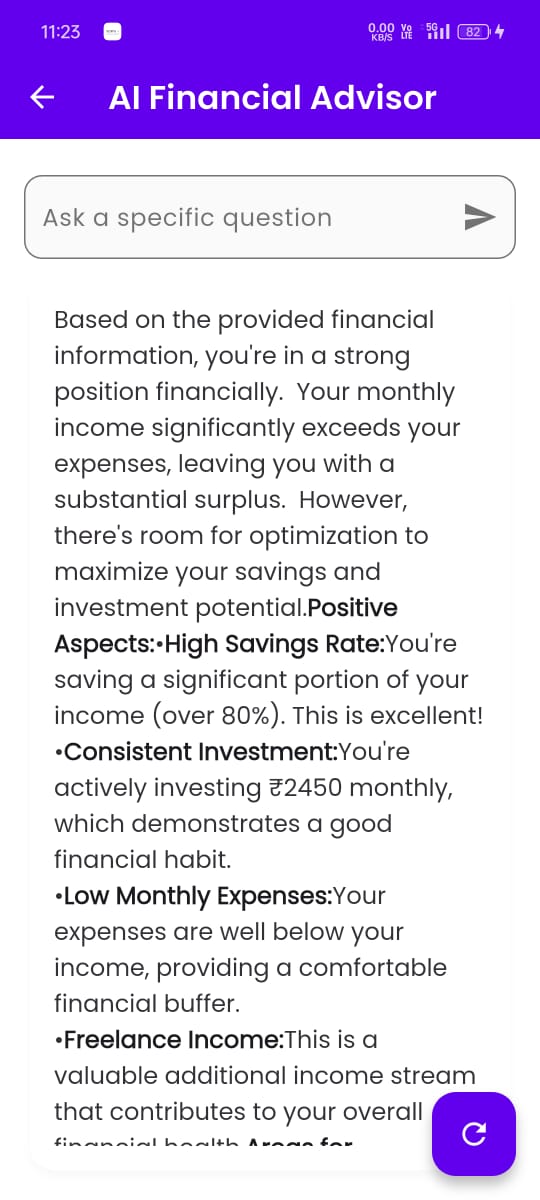 11:23
0.00 KB/S Vo LTE 5G 82
AI Financial Advisor
Ask a specific question
Based on the provided financial
information, you're in a strong
position financially.  Your monthly
income significantly exceeds your
expenses, leaving you with a
substantial surplus.  However,
there's room for optimization to
maximize your savings and
investment potential.Positive
Aspects:•High Savings Rate:You're
saving a significant portion of your
income (over 80%). This is excellent!
•Consistent Investment:You're
actively investing ₹2450 monthly,
which demonstrates a good
financial habit.
•Low Monthly Expenses:Your
expenses are well below your
income, providing a comfortable
financial buffer.
•Freelance Income:This is a
valuable additional income stream
that contributes to your overall
financial health.Areas for